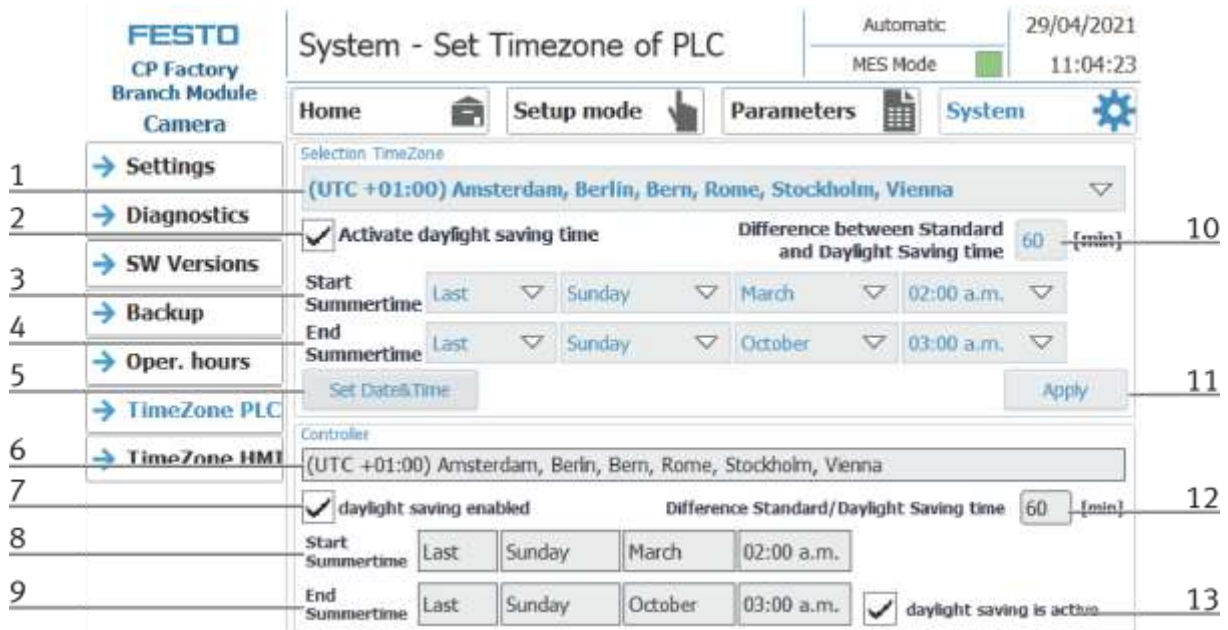 FESTO
CP Factory
Branch Module
Camera
System - Set Timezone of PLC
Automatic
MES Mode
29/04/2021
11:04:23
Home
Setup mode
Parameters
System
Settings
Diagnostics
SW Versions
Backup
Oper. hours
TimeZone PLC
TimeZone HMI
1
2
3
4
5
6
7
8
9
Selection TimeZone
(UTC +01:00) Amsterdam, Berlin, Bern, Rome, Stockholm, Vienna
Activate daylight saving time
Difference between Standard
and Daylight Saving time
60 [min]
10
Start
Summertime
Last Sunday March 02:00 a.m.
End
Summertime
Last Sunday October 03:00 a.m.
Set Date&Time
Apply
11
Controller
(UTC +01:00) Amsterdam, Berlin, Bern, Rome, Stockholm, Vienna
daylight saving enabled
Difference Standard/Daylight Saving time 60 [min]
12
Start
Summertime
Last Sunday March 02:00 a.m.
End
Summertime
Last Sunday October 03:00 a.m.
daylight saving is active
13